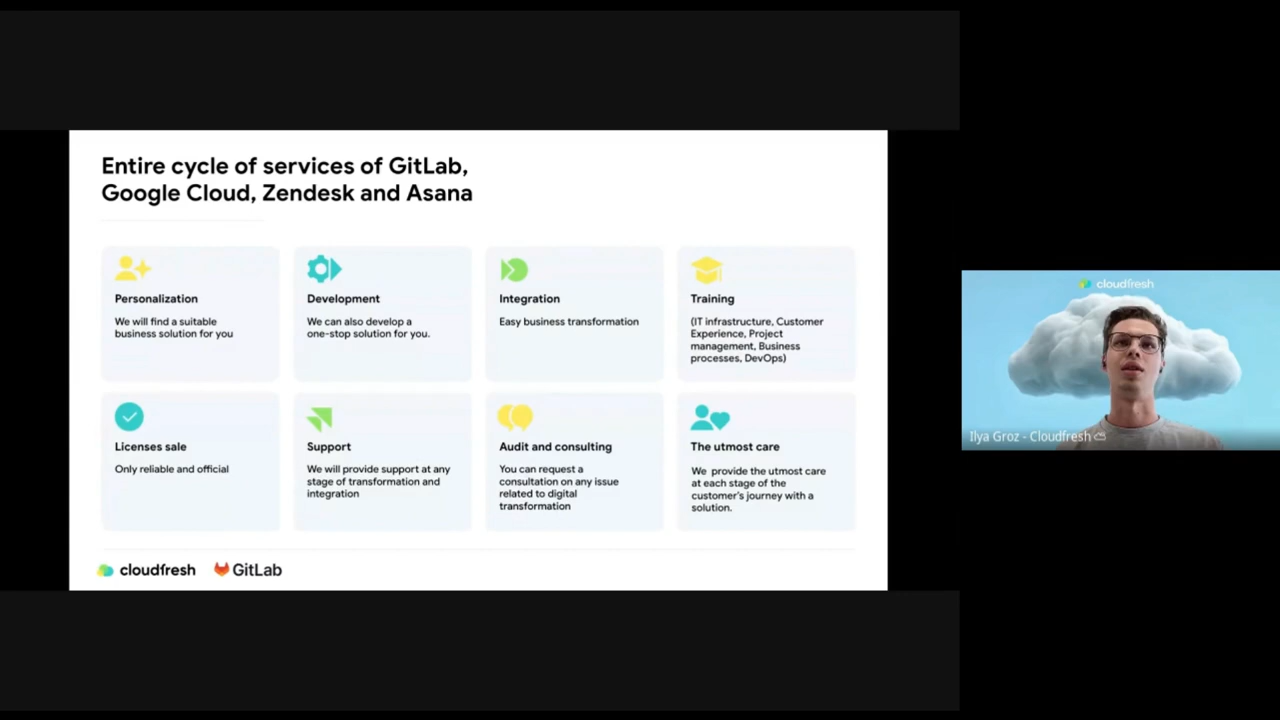 Entire cycle of services of GitLab,
Google Cloud, Zendesk and Asana
Personalization
We will find a suitable
business solution for you
Development
We can also develop a
one-stop solution for you.
Integration
Easy business transformation
Training
(IT infrastructure, Customer
Experience, Project
management, Business
processes, DevOps)
Licenses sale
Only reliable and official
Support
We will provide support at any
stage of transformation and
integration
Audit and consulting
You can request a
consultation on any issue
related to digital
transformation
The utmost care
We provide the utmost care
at each stage of the
customer's journey with a
solution.
cloudfresh
GitLab
cloudfresh
Ilya Groz - Cloudfresh